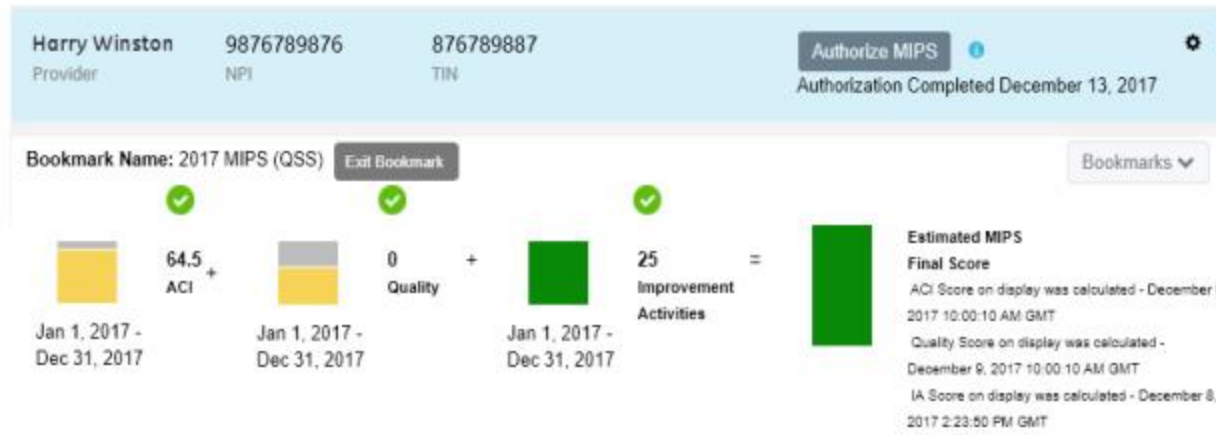 Harry Winston 9876789876 876789887 Authorize MIPS
Provider NPI TIN Authorization Completed December 13, 2017
Bookmark Name: 2017 MIPS (QSS) Exit Bookmark Bookmarks
64.5 + 0 + 25 = Estimated MIPS
ACI Quality Improvement Final Score
Activities ACI Score on display was calculated - December
Jan 1, 2017 - Jan 1, 2017 - Jan 1, 2017 - 2017 10:00:10 AM GMT
Dec 31, 2017 Dec 31, 2017 Dec 31, 2017 Quality Score on display was calculated -
December 9, 2017 10:00:10 AM GMT
IA Score on display was calculated - December 8,
2017 2:23:50 PM GMT